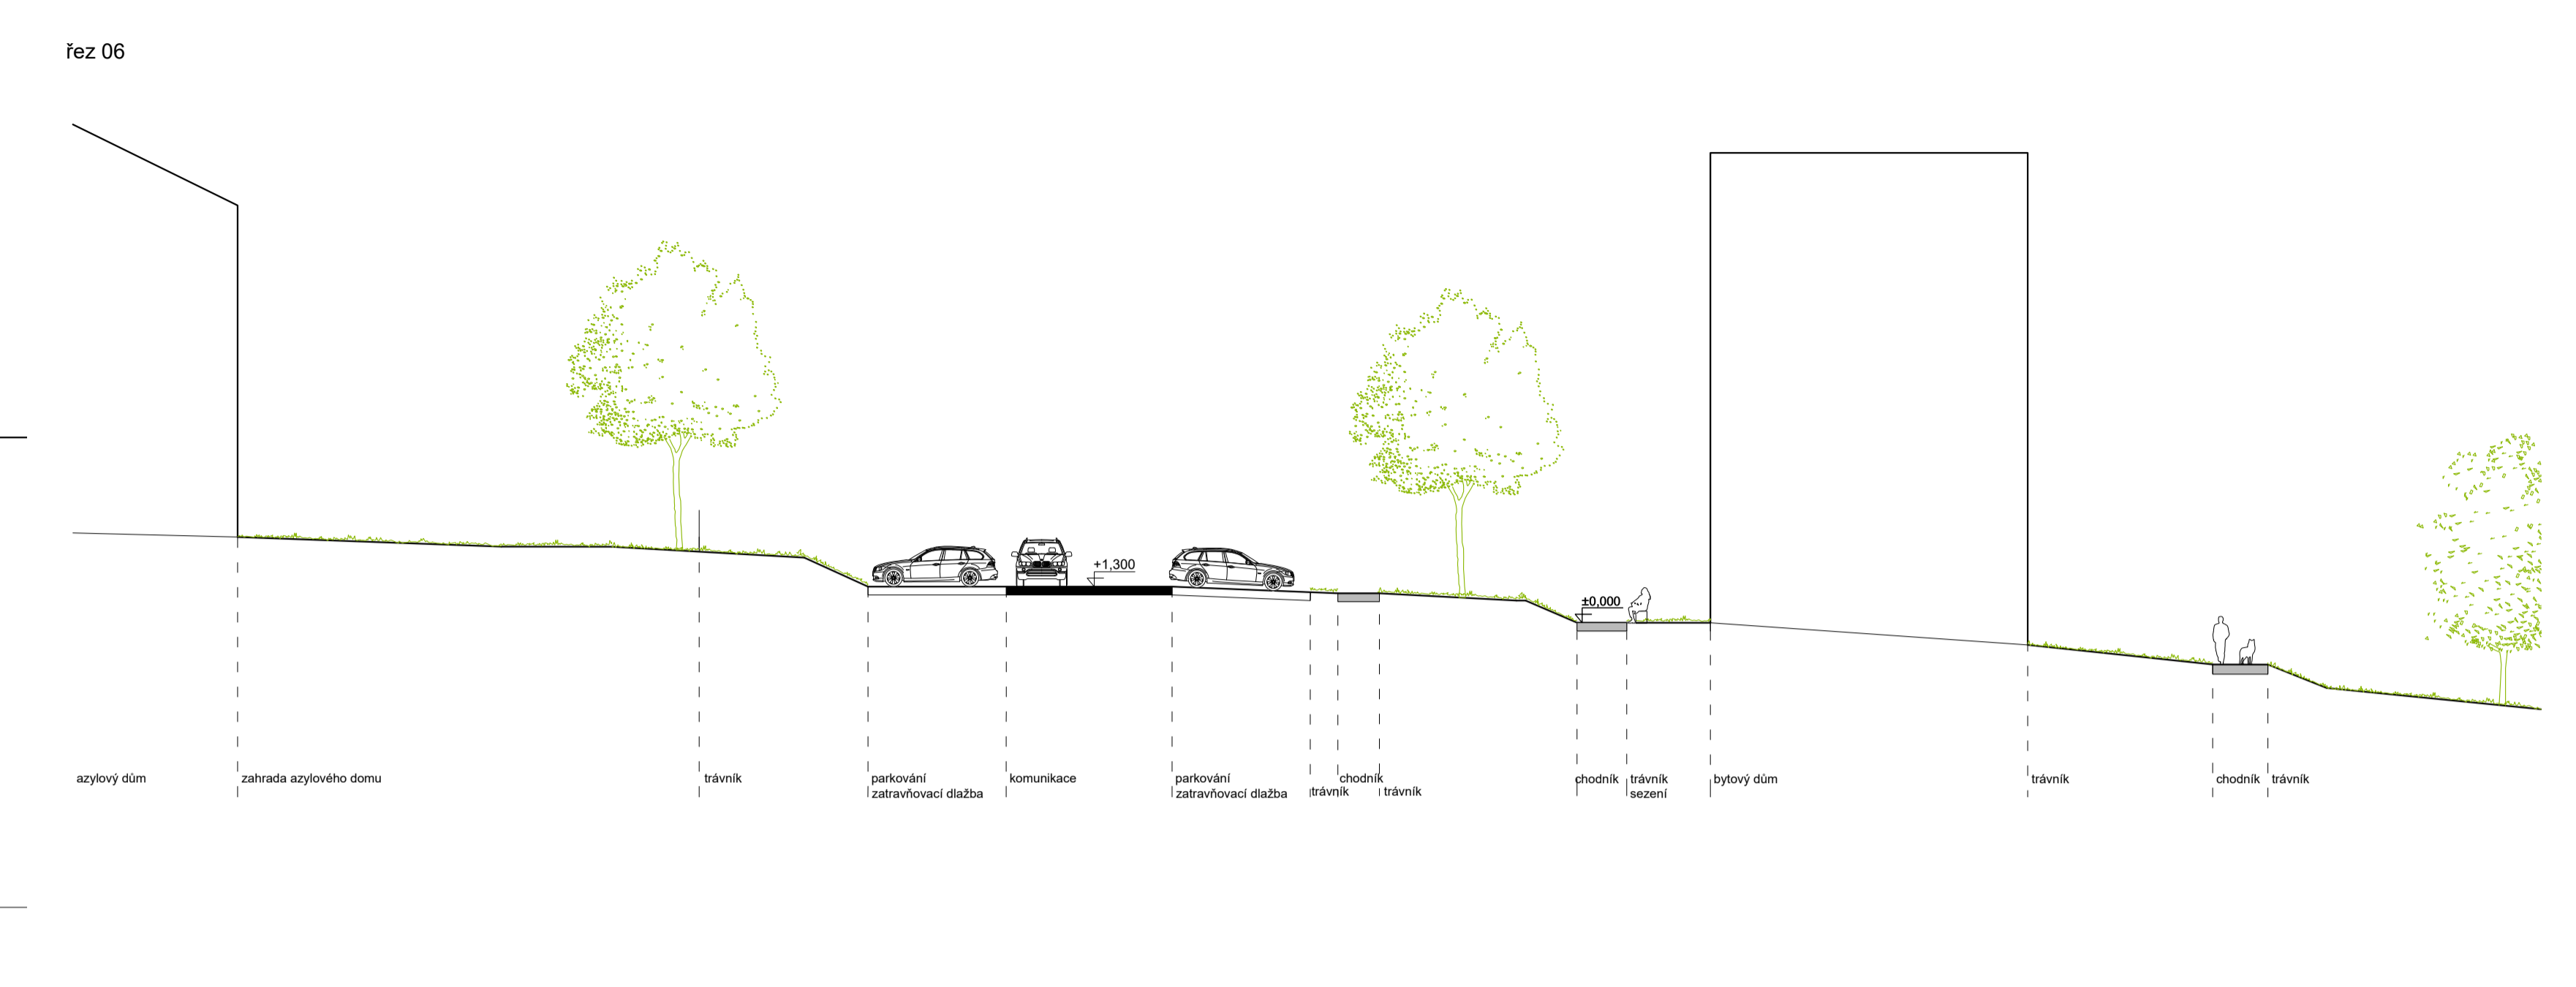 řez 06
+1,300
±0,000
azylový dům
zahrada azylového domu
trávník
parkování
zatravňovací dlažba
komunikace
parkování
zatravňovací dlažba
trávník
chodník
trávník
chodník
trávník
sezení
bytový dům
trávník
chodník
trávník